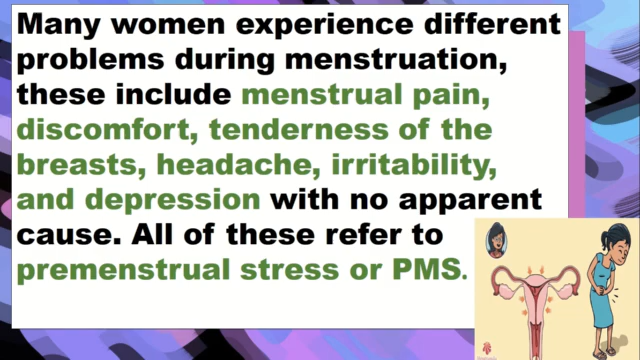 Many women experience different
problems during menstruation,
these include menstrual pain,
discomfort, tenderness of the
breasts, headache, irritability,
and depression with no apparent
cause. All of these refer to
premenstrual stress or PMS.